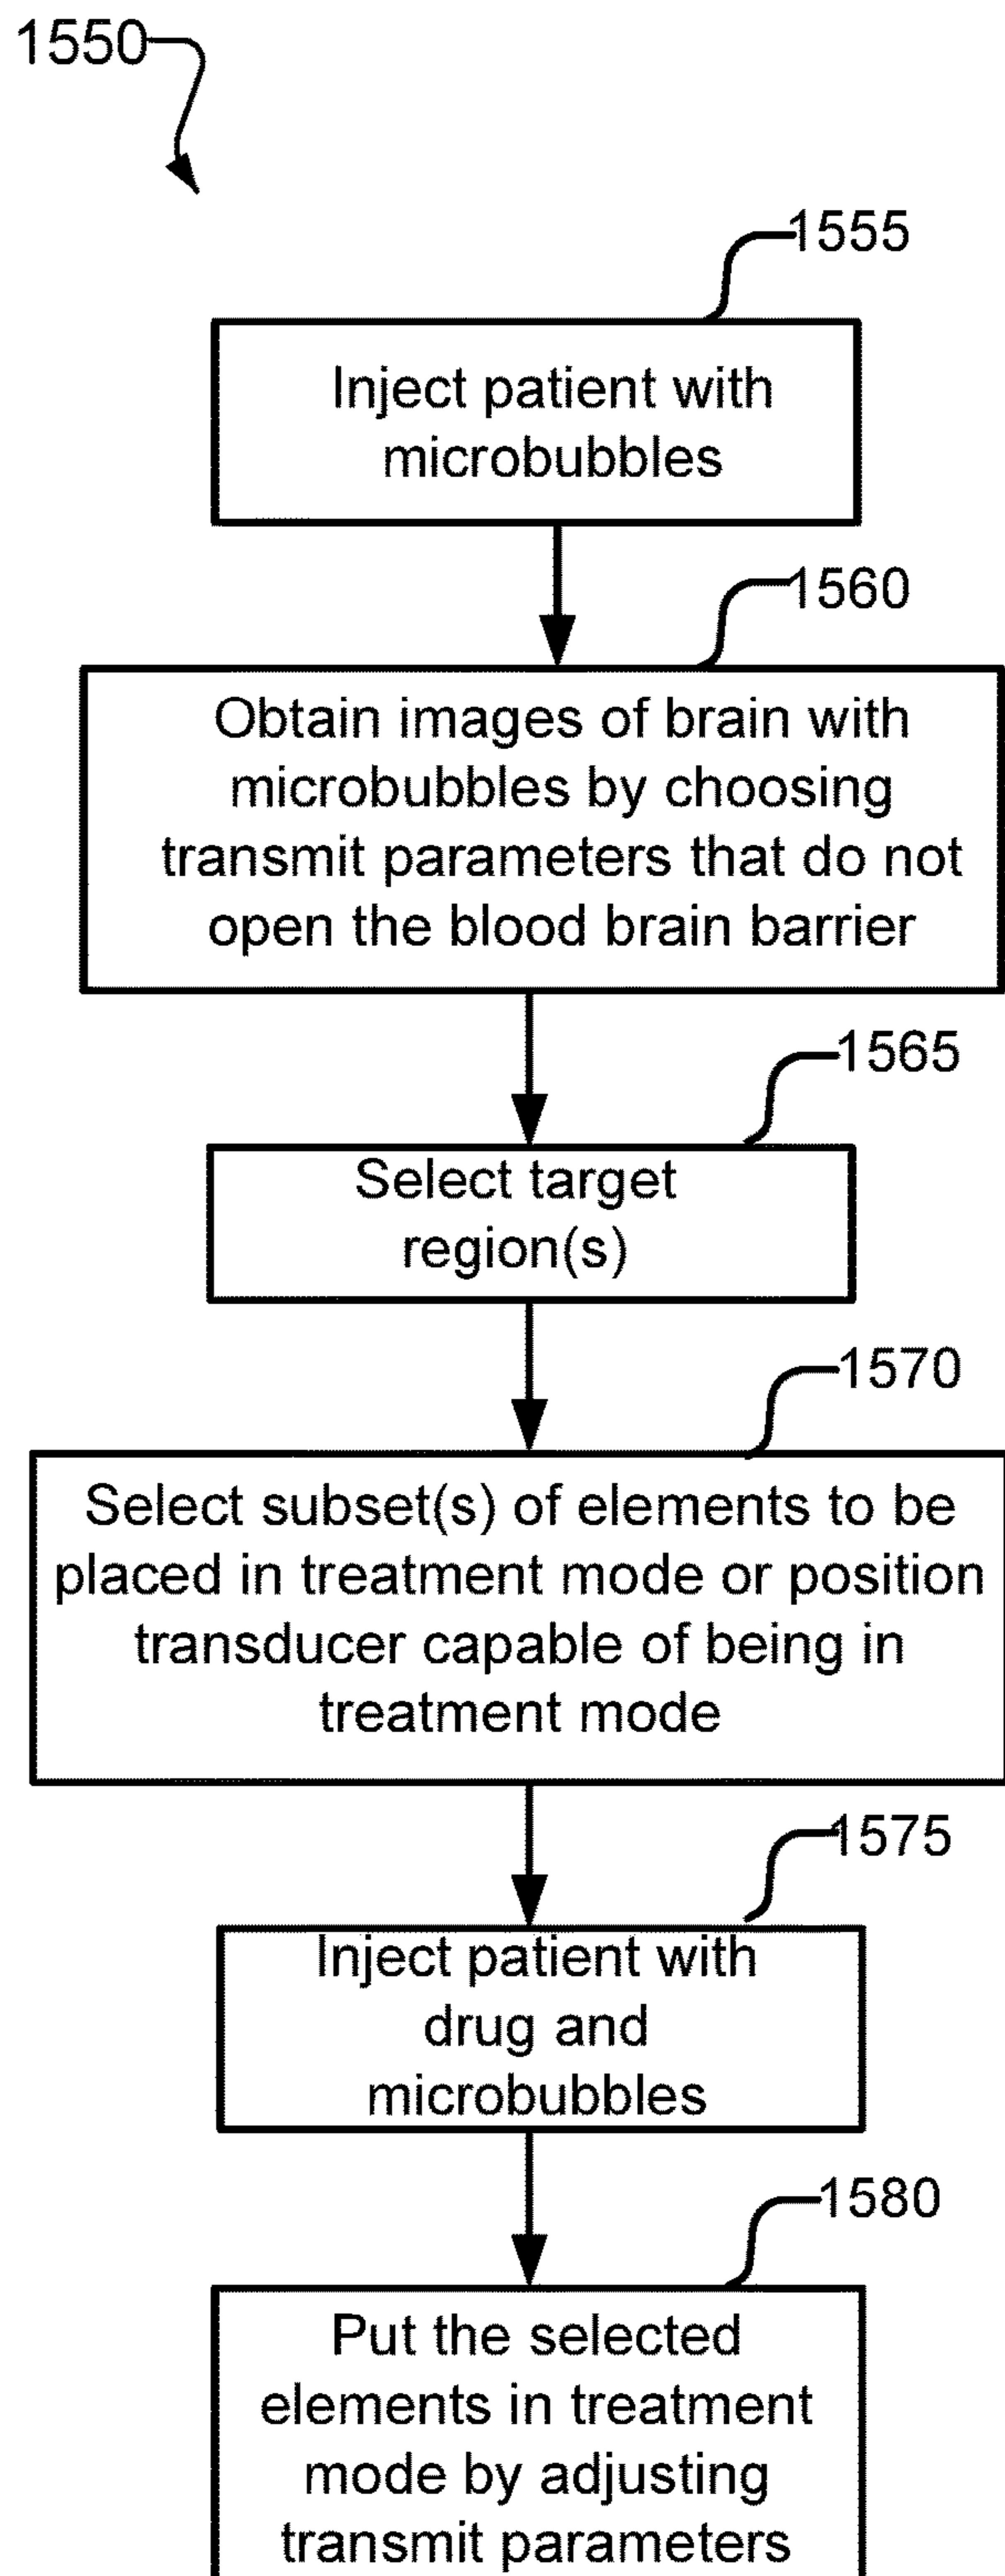 1550
1555
Inject patient with
microbubbles
1560
Obtain images of brain with
microbubbles by choosing
transmit parameters that do not
open the blood brain barrier
1565
Select target
region(s)
1570
Select subset(s) of elements to be
placed in treatment mode or position
transducer capable of being in
treatment mode
1575
Inject patient with
drug and
microbubbles
1580
Put the selected
elements in treatment
mode by adjusting
transmit parameters